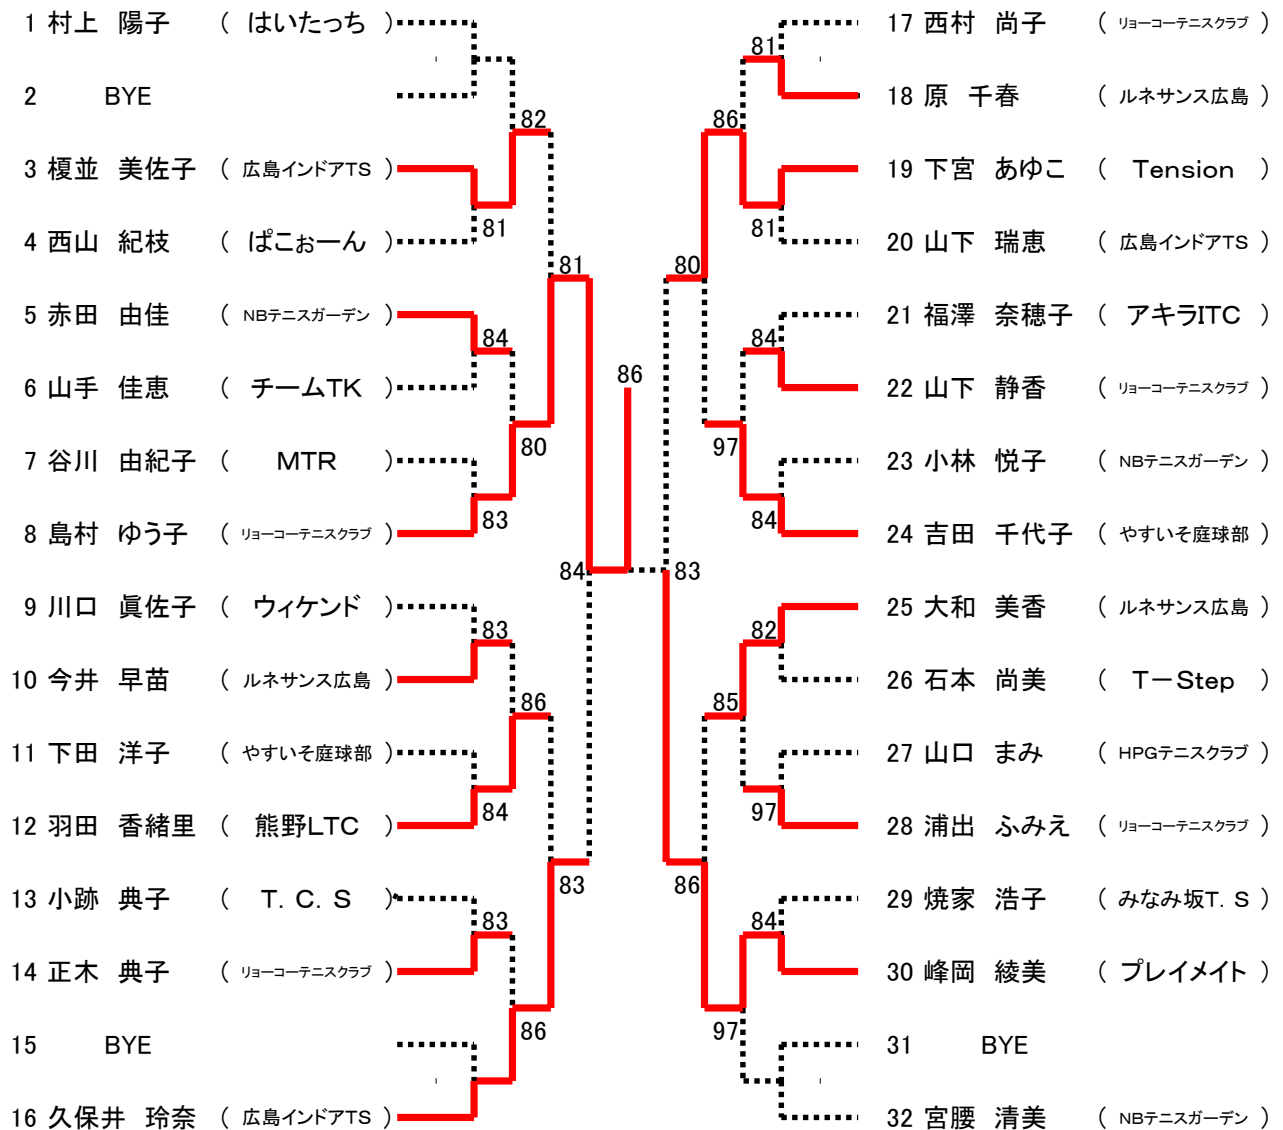 1 村上 陽子 ( はいたっち )
2 BYE
3 榎並 美佐子 ( 広島インドアTS )
4 西山 紀枝 ( ぱこぉーん )
5 赤田 由佳 ( NBテニスガーデン )
6 山手 佳恵 ( チームTK )
7 谷川 由紀子 ( MTR )
8 島村 ゆう子 ( リョーコーテニスクラブ )
9 川口 眞佐子 ( ウィケンド )
10 今井 早苗 ( ルネサンス広島 )
11 下田 洋子 ( やすいそ庭球部 )
12 羽田 香緒里 ( 熊野LTC )
13 小跡 典子 ( T. C. S )
14 正木 典子 ( リョーコーテニスクラブ )
15 BYE
16 久保井 玲奈 ( 広島インドアTS )
82
81
81
84
80
83
84
83
86
84
83
83
86
86
17 西村 尚子 ( リョーコーテニスクラブ )
18 原 千春 ( ルネサンス広島 )
19 下宮 あゆこ ( Tension )
20 山下 瑞恵 ( 広島インドアTS )
21 福澤 奈穂子 ( アキラITC )
22 山下 静香 ( リョーコーテニスクラブ )
23 小林 悦子 ( NBテニスガーデン )
24 吉田 千代子 ( やすいそ庭球部 )
25 大和 美香 ( ルネサンス広島 )
26 石本 尚美 ( T－Step )
27 山口 まみ ( HPGテニスクラブ )
28 浦出 ふみえ ( リョーコーテニスクラブ )
29 焼家 浩子 ( みなみ坂T. S )
30 峰岡 綾美 ( プレイメイト )
31 BYE
32 宮腰 清美 ( NBテニスガーデン )
81
86
81
80
84
97
84
83
82
85
97
86
84
97